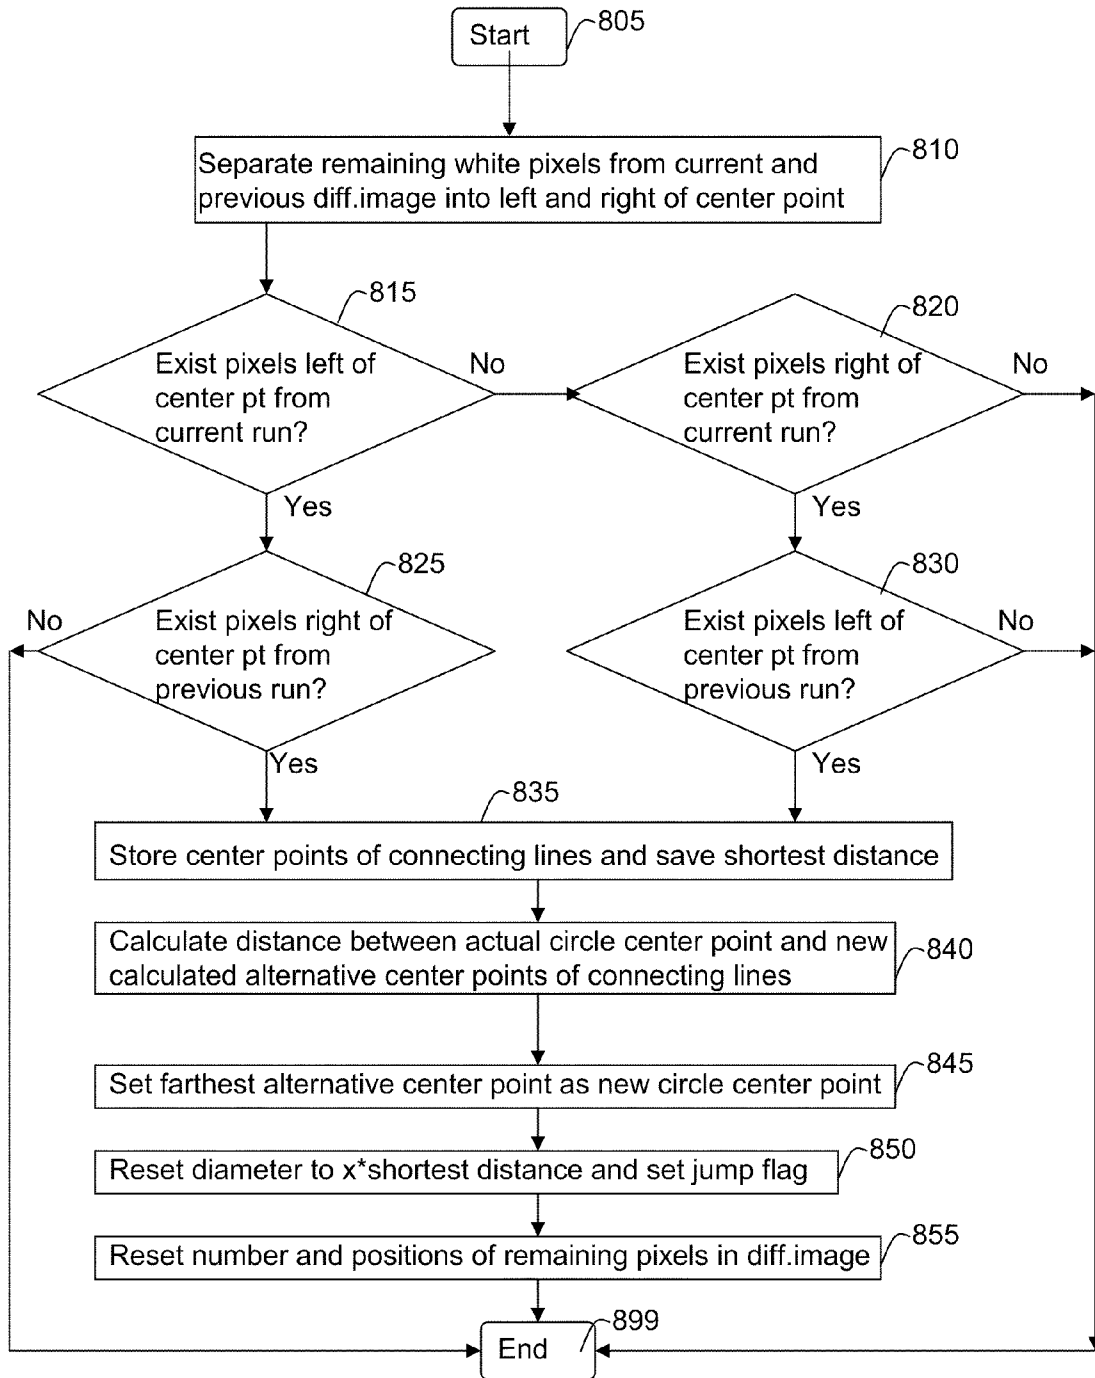 Start
805
Separate remaining white pixels from current and
previous diff.image into left and right of center point
810
815
Exist pixels left of
center pt from
current run?
No
Yes
820
Exist pixels right of
center pt from
current run?
No
Yes
825
No
Exist pixels right of
center pt from
previous run?
Yes
830
Exist pixels left of
center pt from
previous run?
No
Yes
835
Store center points of connecting lines and save shortest distance
Calculate distance between actual circle center point and new
calculated alternative center points of connecting lines
840
Set farthest alternative center point as new circle center point
845
Reset diameter to x*shortest distance and set jump flag
850
Reset number and positions of remaining pixels in diff.image
855
End
899